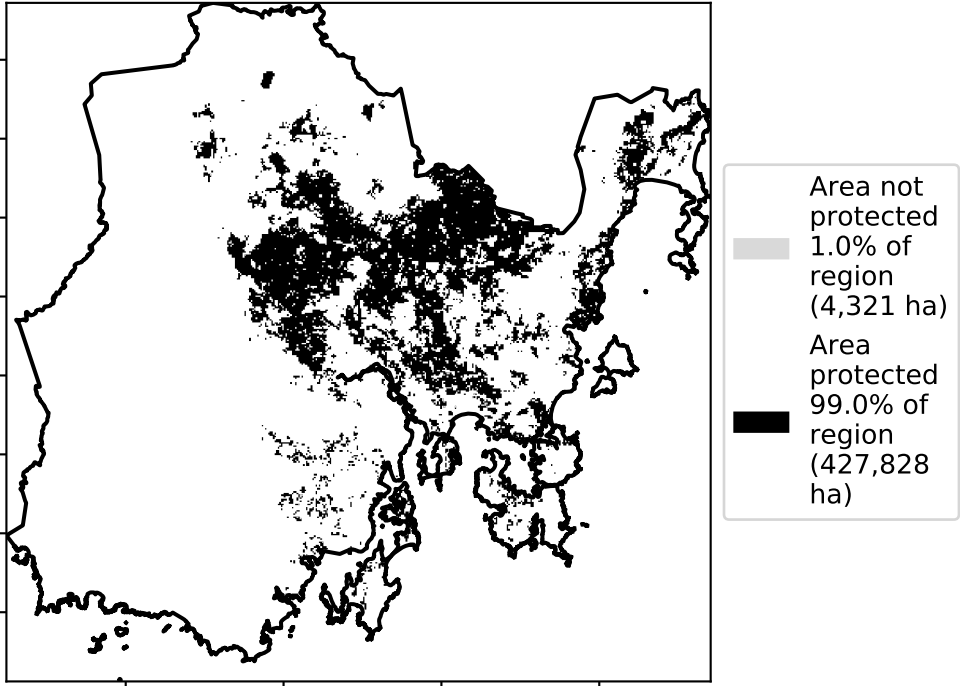 Area not
protected
1.0% of
region
(4,321 ha)
Area
protected
99.0% of
region
(427,828
ha)